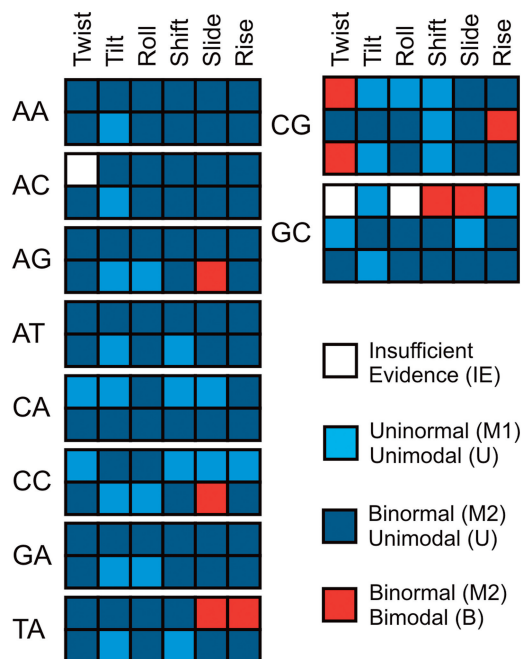 Twist Tilt Roll Shift Slide Rise
AA
AC
AG
AT
CA
CC
GA
TA
Twist Tilt Roll Shift Slide Rise
CG
GC
Insufficient
Evidence (IE)
Uninormal (M1)
Unimodal (U)
Binormal (M2)
Unimodal (U)
Binormal (M2)
Bimodal (B)